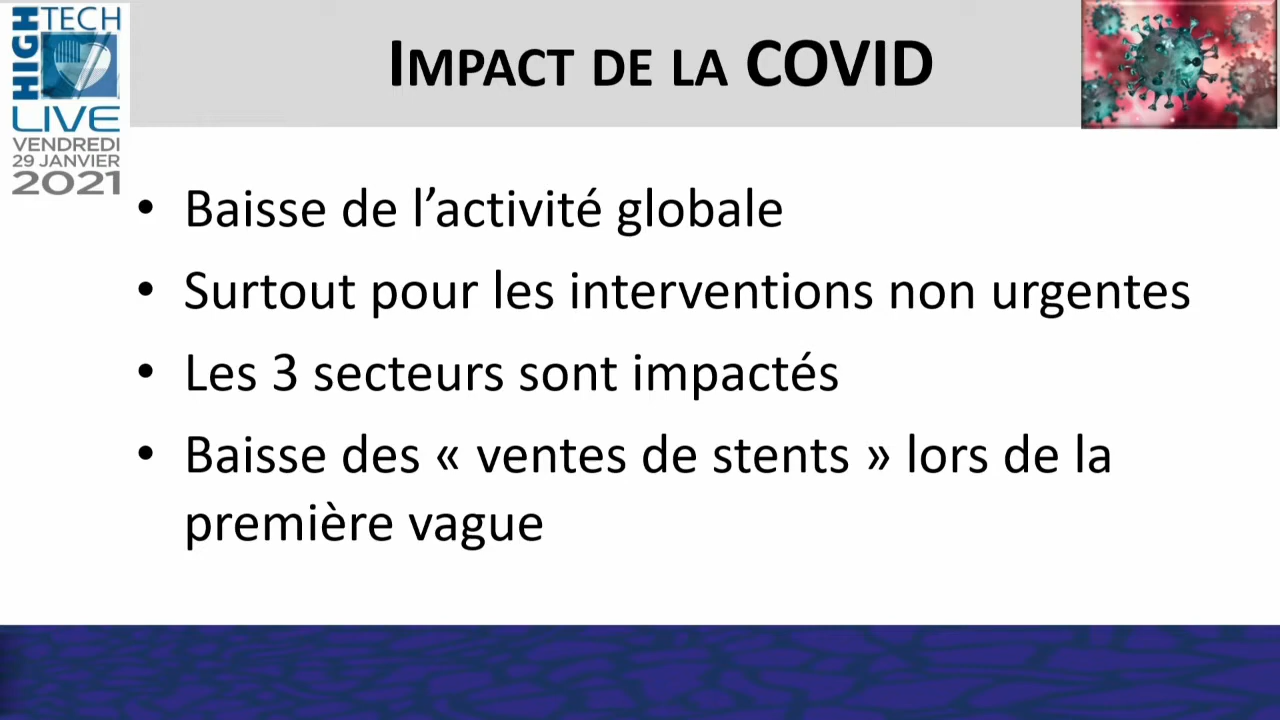 HIGH
TECH
LIVE
VENDREDI
29 JANVIER
2021
IMPACT DE LA COVID
• Baisse de l’activité globale
• Surtout pour les interventions non urgentes
• Les 3 secteurs sont impactés
• Baisse des « ventes de stents » lors de la
première vague